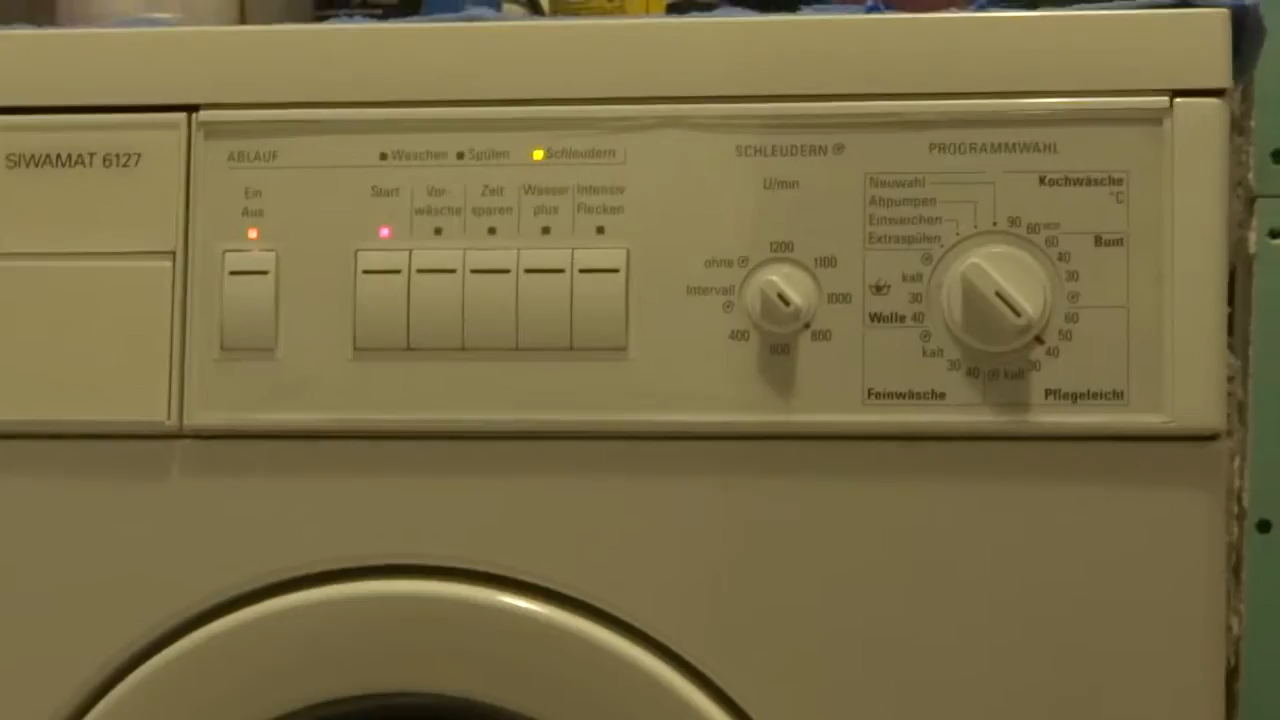 SIWAMAT 6127
ABLAUF
Waschen Spülen Schleudern
Ein
Aus
Start
Vor-
wäsche
Zeit
sparen
Wasser
plus
Intensiv
Flecken
SCHLEUDERN
U/min
1200
ohne 1100
Intervall 1000
400 800
600
PROGRAMMWAHL
Neuwahl
Abpumpen
Einweichen
Extraspülen
Kochwäsche
°C
90
60
60 Bunt
40
30
kalt
30
Wolle 40
60
50
40
30
kalt
kalt
30
40
Feinwäsche
Pflegeleicht